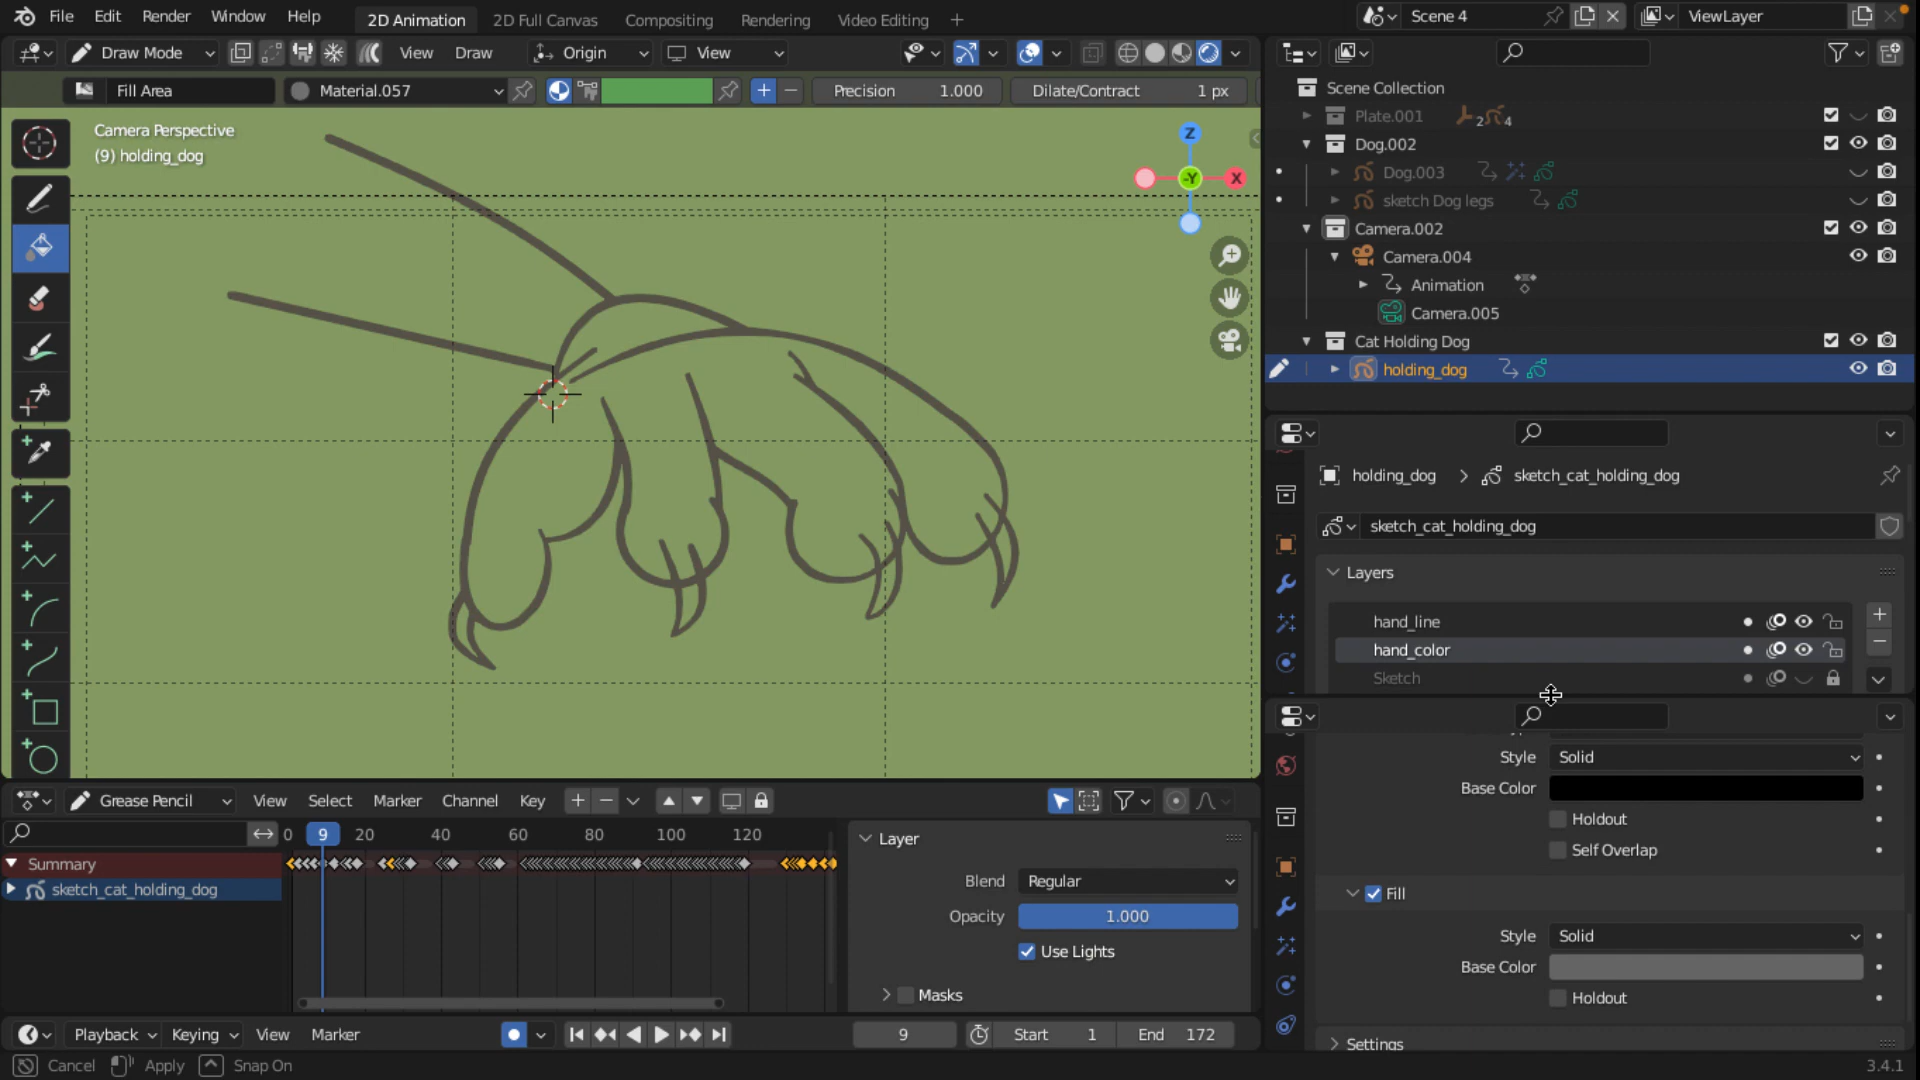 File Edit Render Window Help 2D Animation 2D Full Canvas Compositing Rendering Video Editing + Scene 4 ViewLayer
Draw Mode View Draw Origin View
Fill Area Material.057 Precision 1.000 Dilate/Contract 1 px
Camera Perspective
(9) holding_dog
Z
-Y X
Scene Collection
Plate.001 2 4
Dog.002
Dog.003
sketch Dog legs
Camera.002
Camera.004
Animation
Camera.005
Cat Holding Dog
holding_dog
holding_dog > sketch_cat_holding_dog
sketch_cat_holding_dog
Layers
hand_line
hand_color
Sketch
Style Solid
Base Color
Holdout
Self Overlap
Fill
Style Solid
Base Color
Holdout
Settings
Grease Pencil View Select Marker Channel Key
0 9 20 40 60 80 100 120
Summary
sketch_cat_holding_dog
Layer
Blend Regular
Opacity 1.000
Use Lights
Masks
Playback Keying View Marker 9 Start 1 End 172
Cancel Apply Snap On 3.4.1